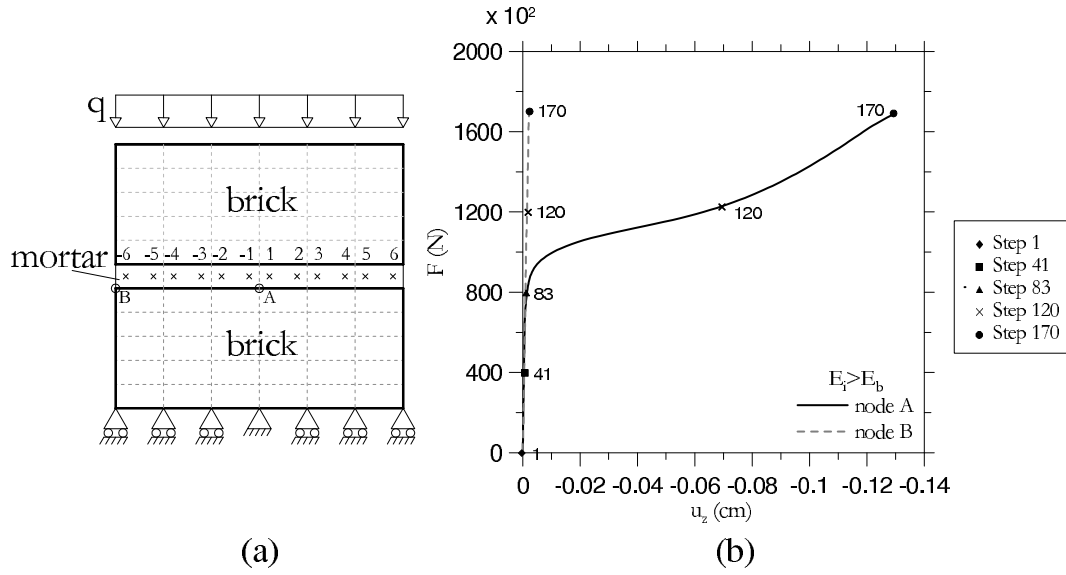 q
brick
mortar
-6 -5 -4 -3 -2 -1 1 2 3 4 5 6
B
A
brick
(a)
x 10²
2000
1600
1200
800
400
0
F (N)
170
170
120
120
83
41
1
E_i>E_b
node A
node B
0 -0.02 -0.04 -0.06 -0.08 -0.1 -0.12 -0.14
u_z (cm)
Step 1
Step 41
Step 83
Step 120
Step 170
(b)